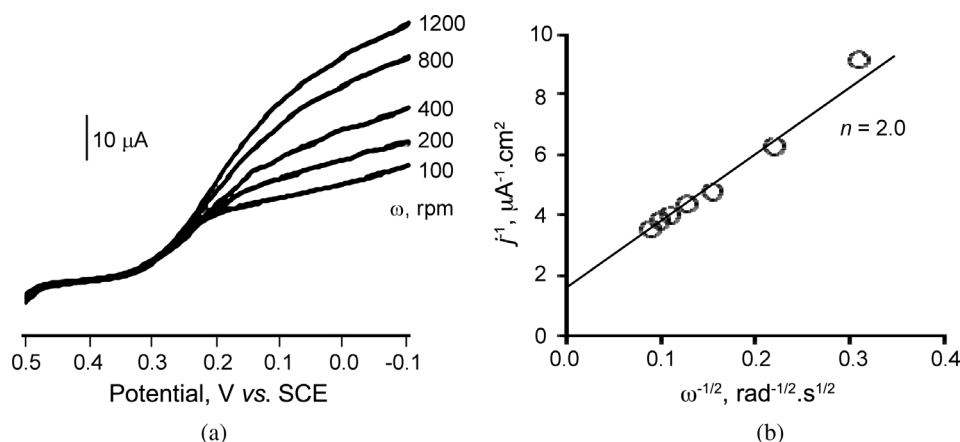 1200
800
10 μA
400
200
100
ω, rpm
0.5 0.4 0.3 0.2 0.1 0.0 -0.1
Potential, V vs. SCE
(a)
10
8
6
4
2
0
j-1, μA-1.cm2
n = 2.0
0.0 0.1 0.2 0.3 0.4
ω-1/2, rad-1/2.s1/2
(b)